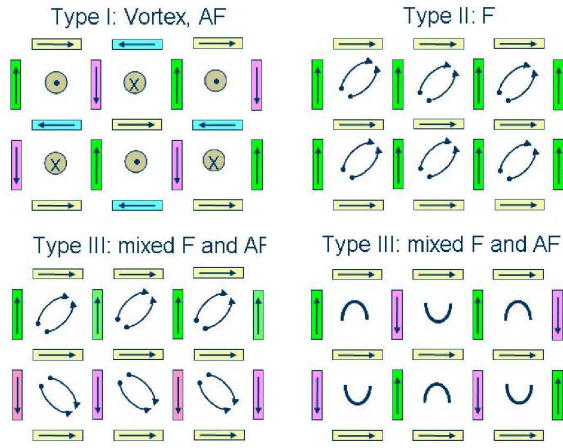 Type I: Vortex, AF
Type II: F
X
X
X
Type III: mixed F and AF
Type III: mixed F and AF